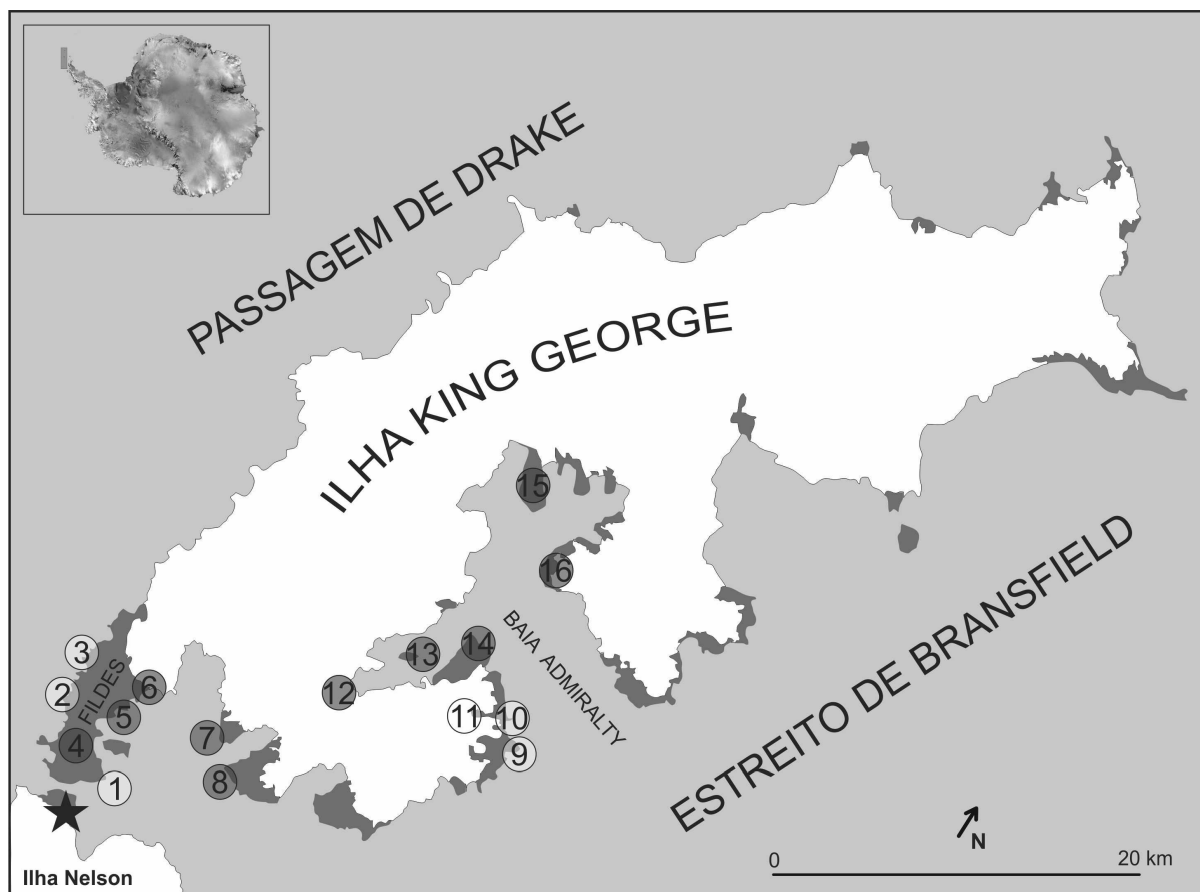 PASSAGEM DE DRAKE
ILHA KING GEORGE
15
16
BAIA ADMIRALTY
ESTREITO DE BRANSFIELD
3
2
FILDES
6
5
4
1
7
8
12
13
14
11
10
9
N
0 20 km
Ilha Nelson